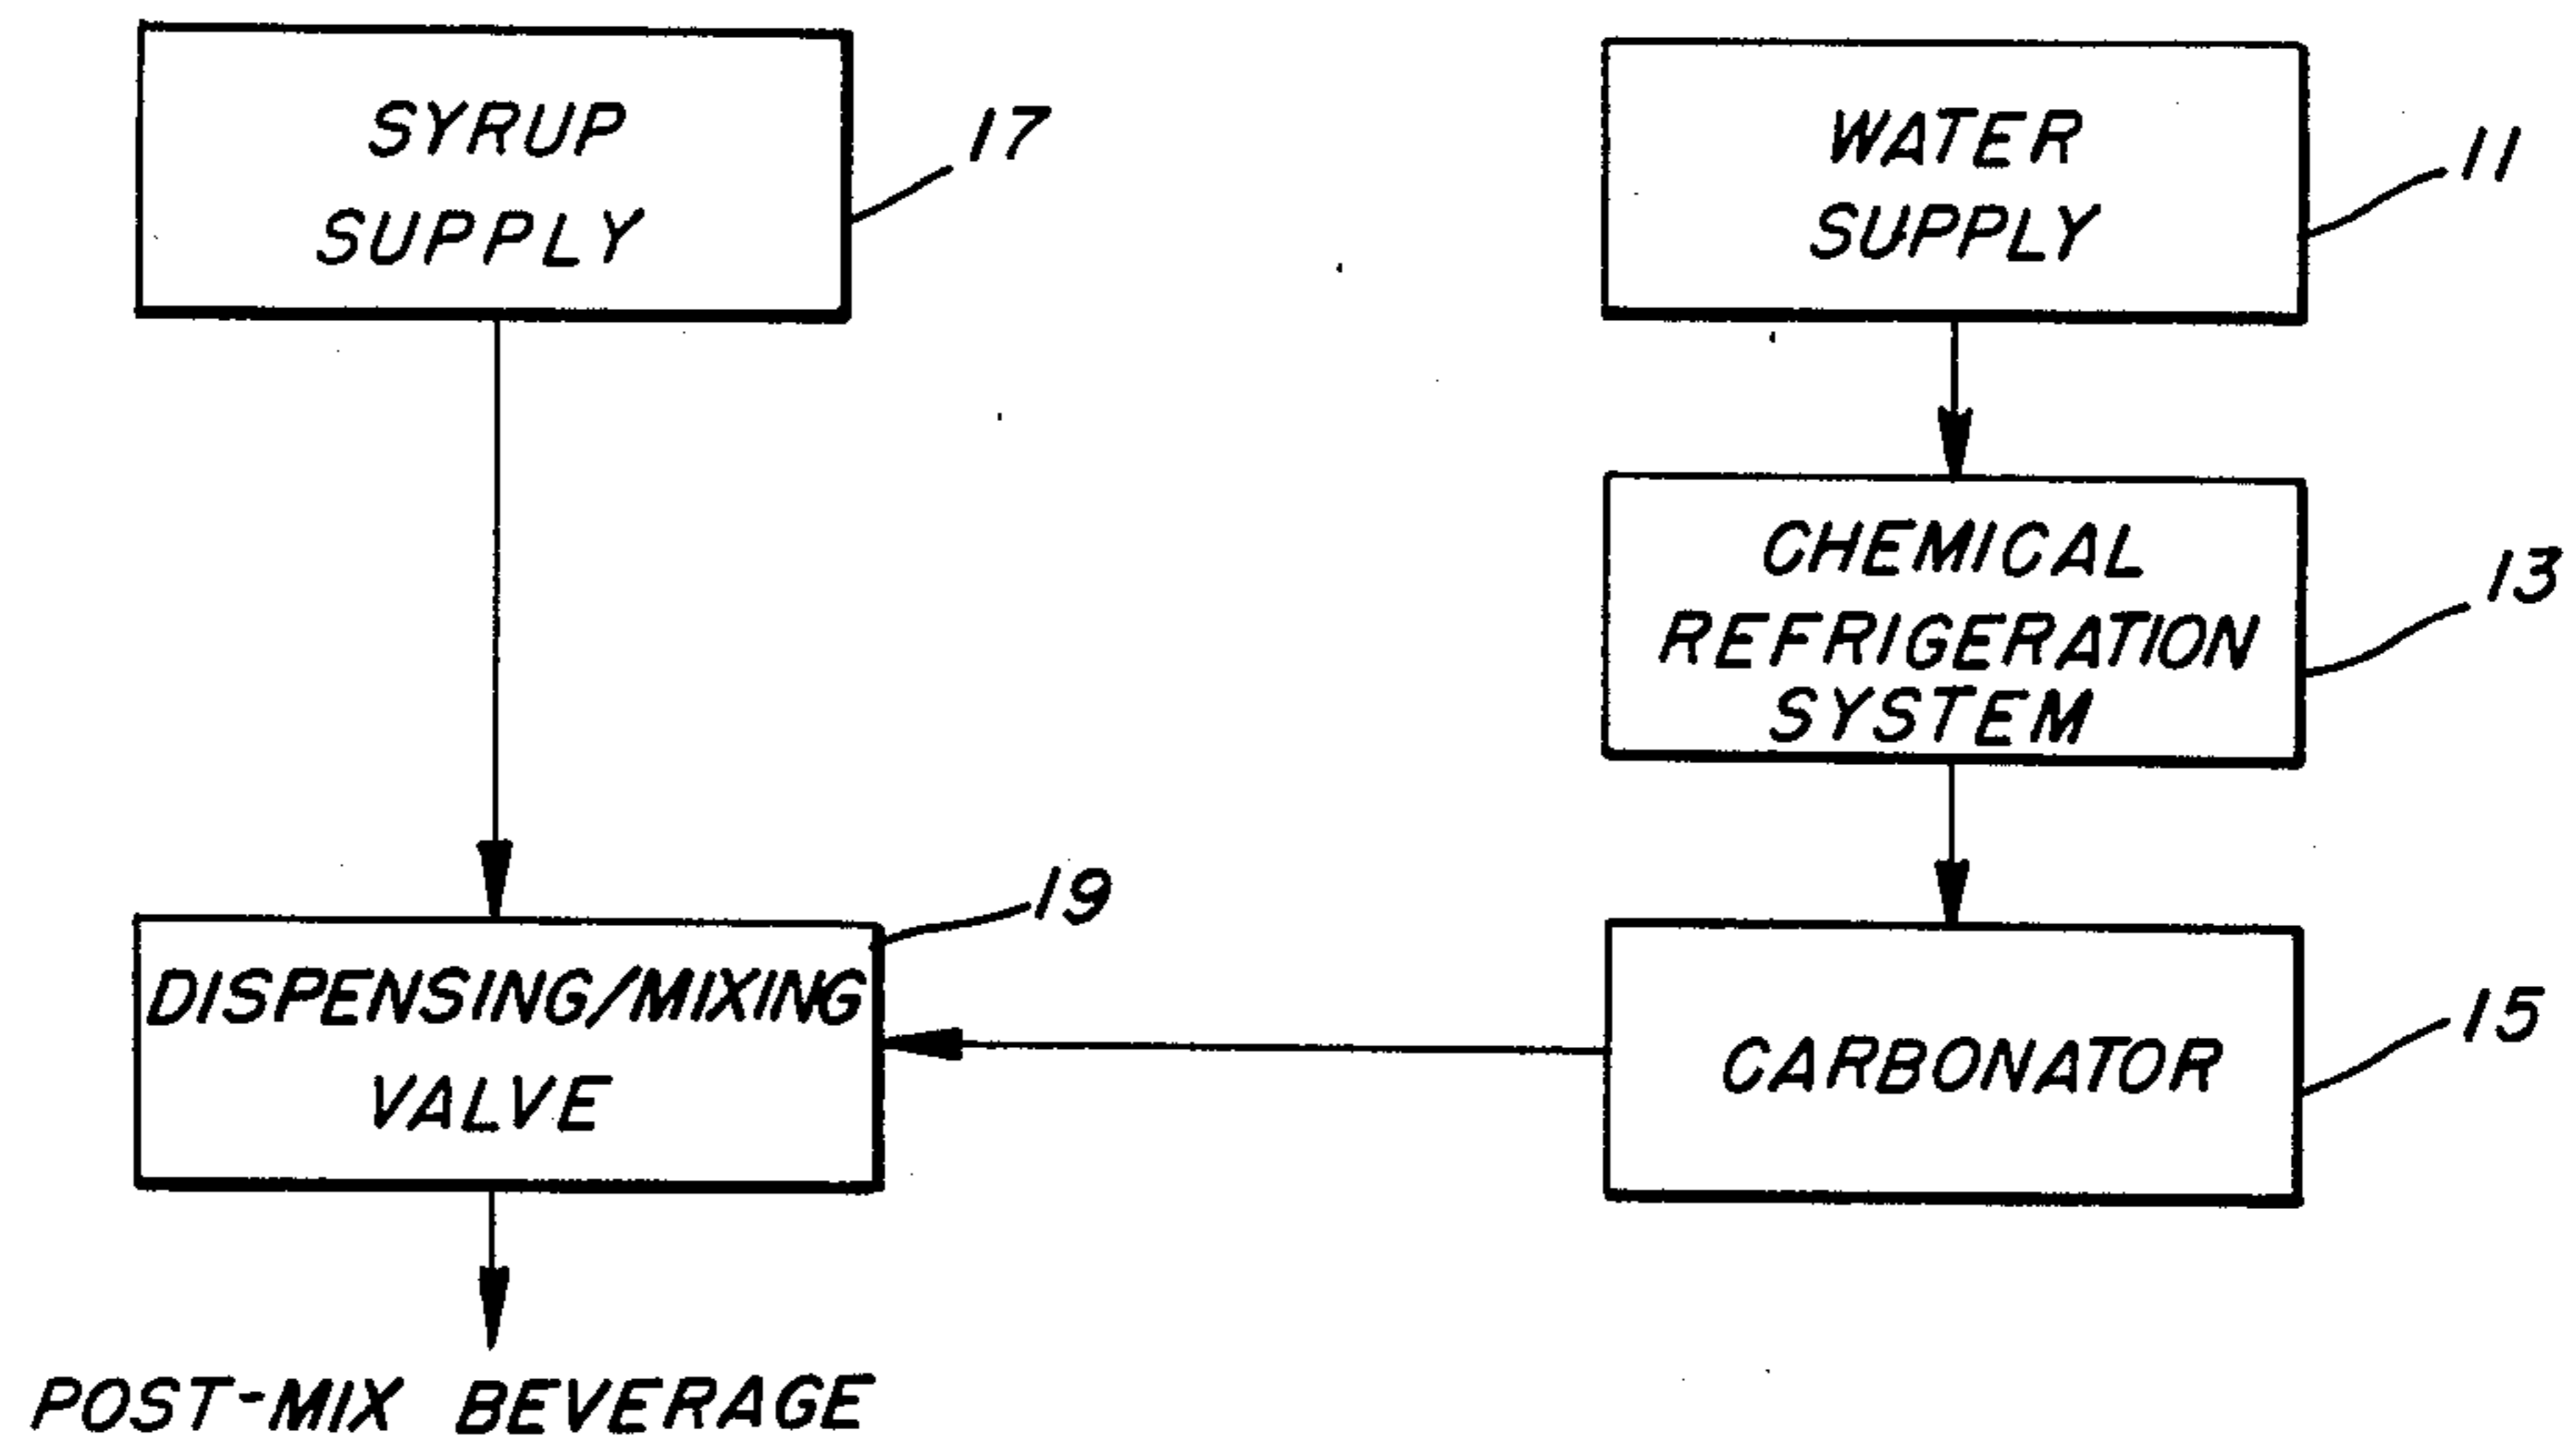 SYRUP
SUPPLY
17
WATER
SUPPLY
11
CHEMICAL
REFRIGERATION
SYSTEM
13
DISPENSING/MIXING
VALVE
19
CARBONATOR
15
POST-MIX BEVERAGE